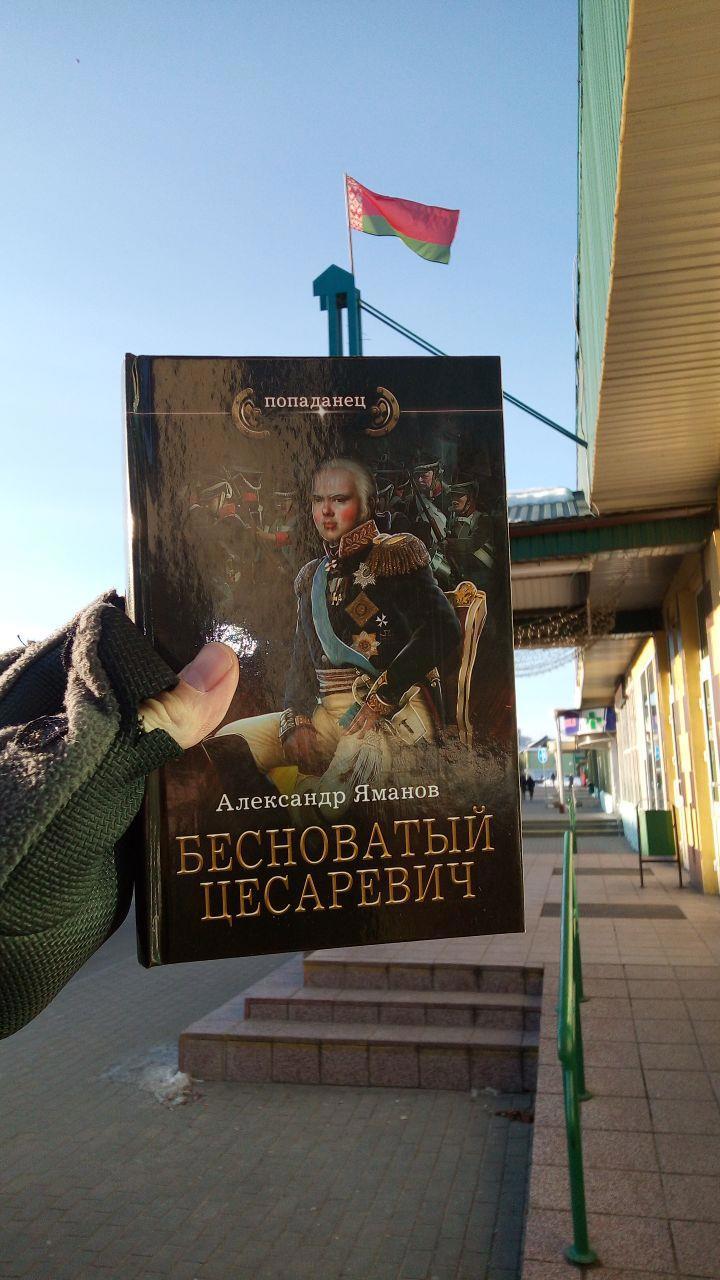 попаданец
Александр Яманов
БЕСНОВАТЫЙ
ЦЕСАРЕВИЧ